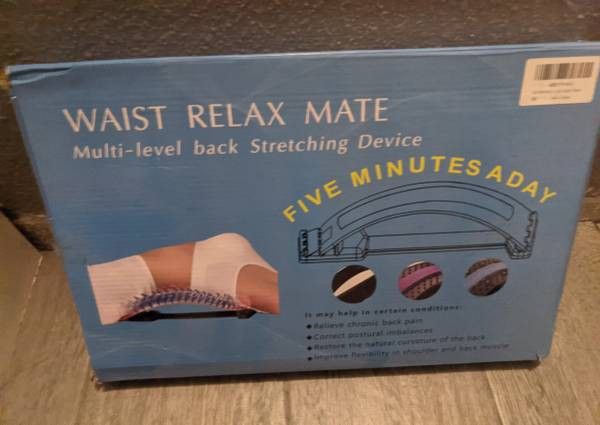 WAIST RELAX MATE
Multi-level back Stretching Device
FIVE MINUTES A DAY
It may help in certain conditions:
◆Relieve chronic back pain
◆Correct postural imbalances
◆Restore the natural curvature of the back
◆Improve flexibility in shoulder and back muscle